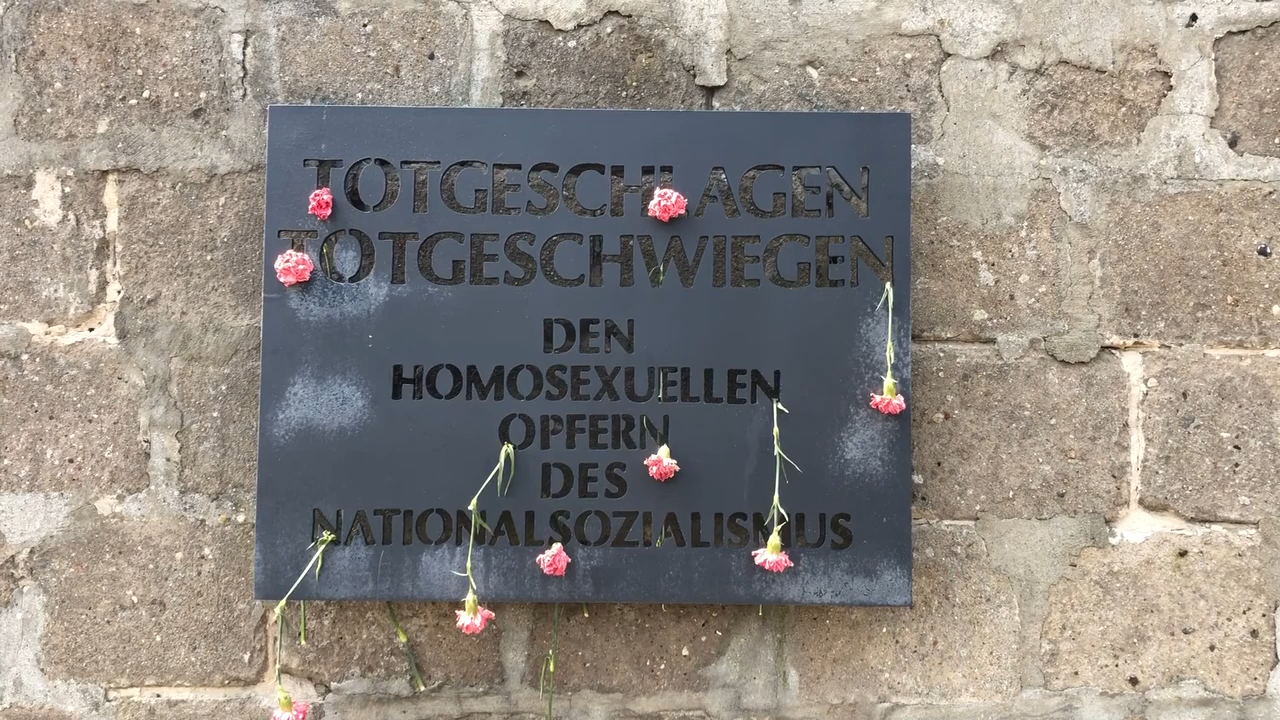 TOTGESCHLAGEN
TOTGESCHWIEGEN
DEN
HOMOSEXUELLEN
OPFERN
DES
NATIONALSOZIALISMUS